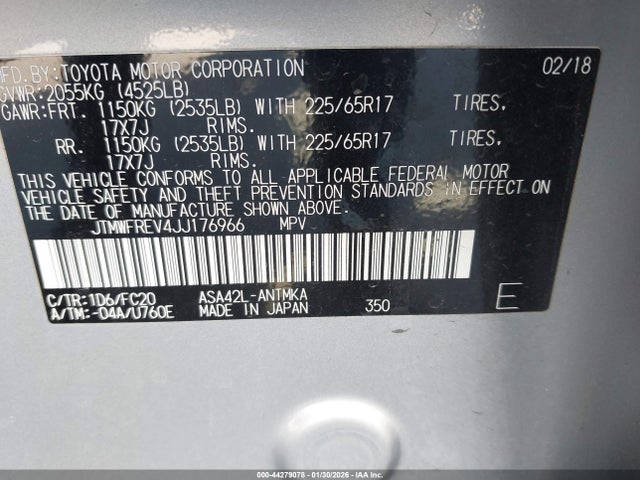 MFD.BY:TOYOTA MOTOR CORPORATION 02/18
GVWR:2055KG (4525LB)
GAWR:FRT. 1150KG (2535LB) WITH 225/65R17 TIRES.
17X7J RIMS.
RR. 1150KG (2535LB) WITH 225/65R17 TIRES.
17X7J RIMS.
THIS VEHICLE CONFORMS TO ALL APPLICABLE FEDERAL MOTOR
VEHICLE SAFETY AND THEFT PREVENTION STANDARDS IN EFFECT ON
THE DATE OF MANUFACTURE SHOWN ABOVE.
JTMWFREV4JJ176966 MPV
C/TR:1D6/FC20 ASA42L-ANTMKA
A/TM:-04A/U760E MADE IN JAPAN 350 E
000-44279078 - 01/30/2026 - IAA, Inc.